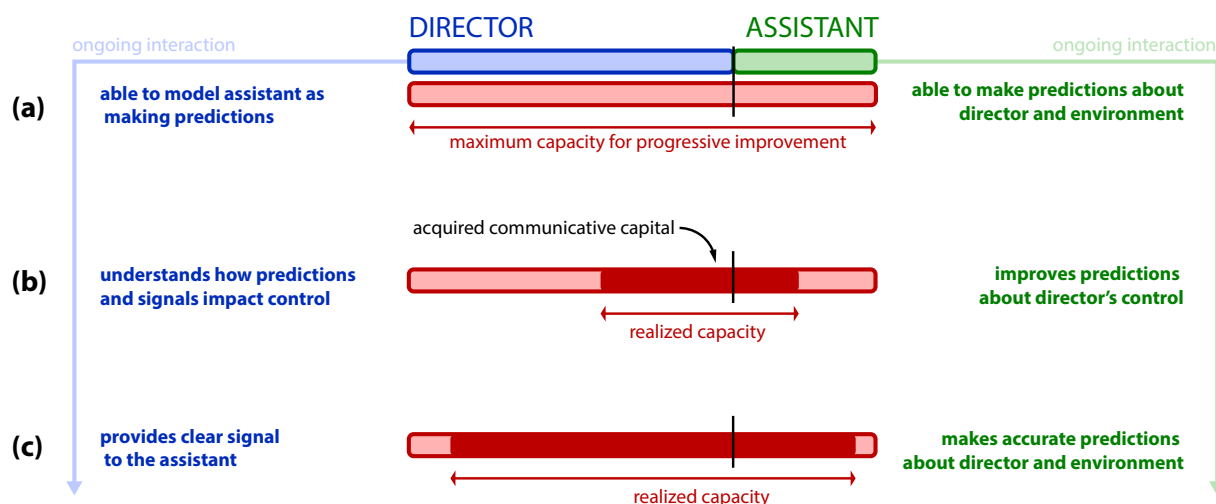 DIRECTOR
ASSISTANT
ongoing interaction
ongoing interaction
(a)
able to model assistant as
making predictions
able to make predictions about
director and environment
maximum capacity for progressive improvement
acquired communicative capital
(b)
understands how predictions
and signals impact control
improves predictions
about director's control
realized capacity
(c)
provides clear signal
to the assistant
makes accurate predictions
about director and environment
realized capacity